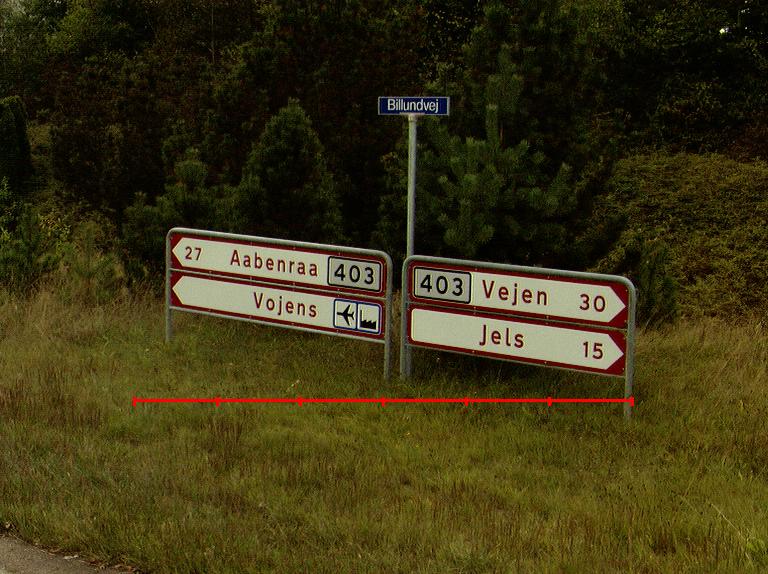 Billundvej
27 Aabenraa 403
Vojens
403 Vejen 30
Jels 15